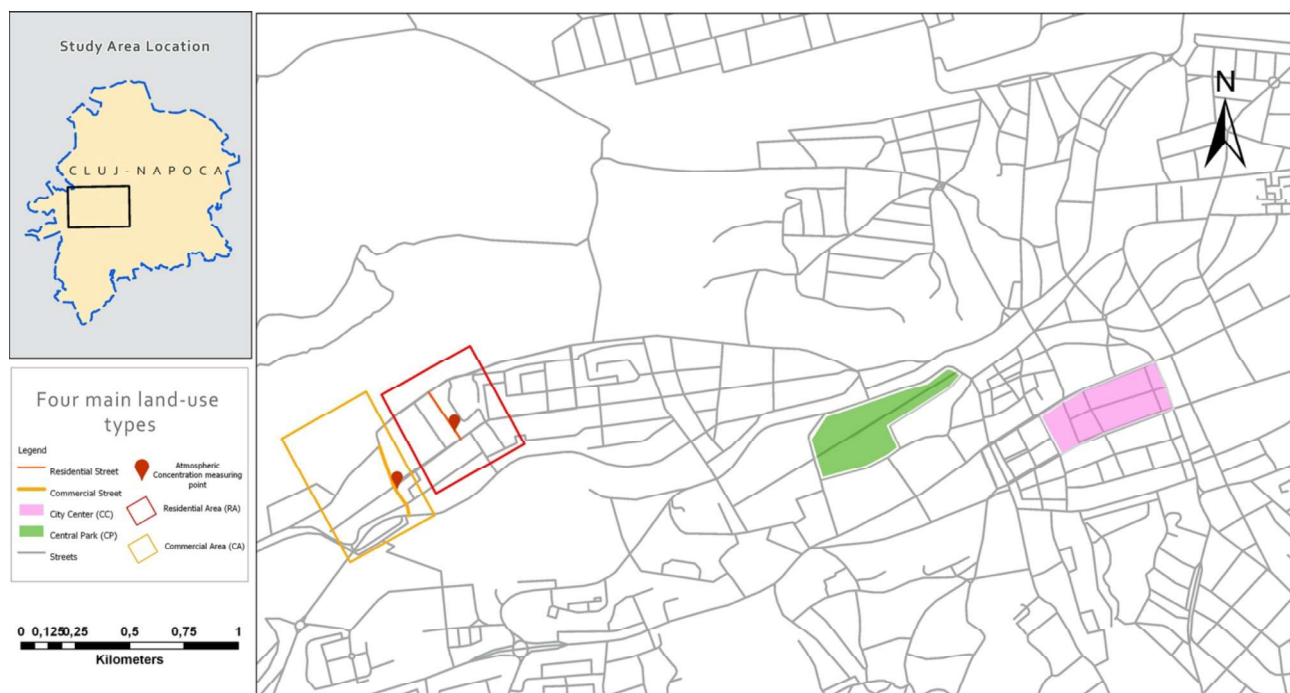 Study Area Location
CLUJ-NAPOCA
N
Four main land-use
types
Legend
Residential Street
Commercial Street
City Center (CC)
Central Park (CP)
Streets
Atmospheric
Concentration measuring
point
Residential Area (RA)
Commercial Area (CA)
0 0,125 0,25 0,5 0,75 1
Kilometers